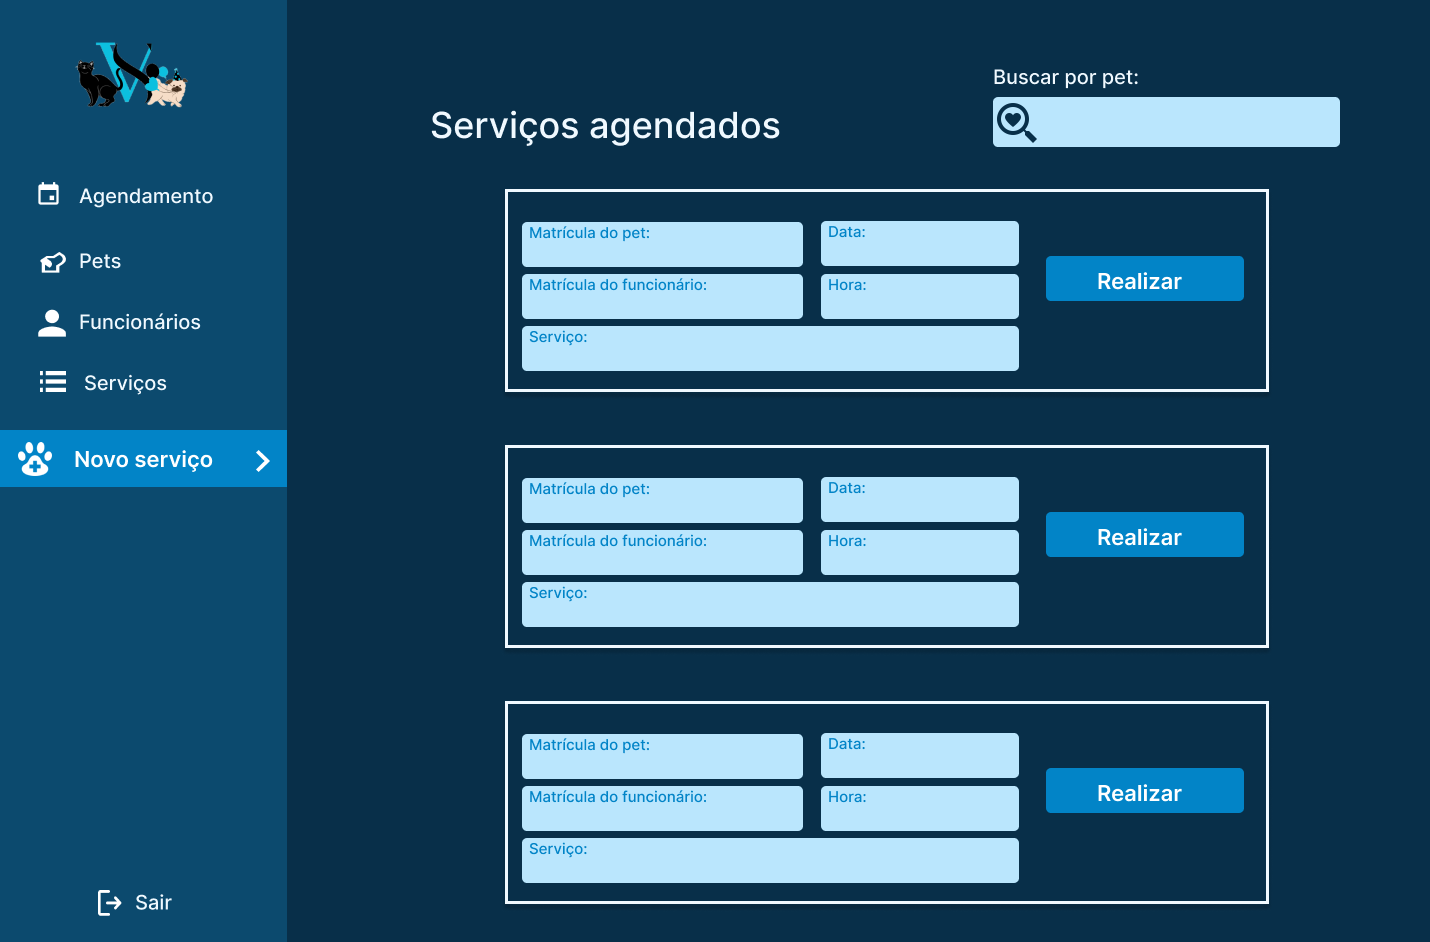 Agendamento
Pets
Funcionários
Serviços
Novo serviço
Sair
Serviços agendados
Buscar por pet:
Matrícula do pet:
Data:
Matrícula do funcionário:
Hora:
Serviço:
Realizar
Matrícula do pet:
Data:
Matrícula do funcionário:
Hora:
Serviço:
Realizar
Matrícula do pet:
Data:
Matrícula do funcionário:
Hora:
Serviço:
Realizar